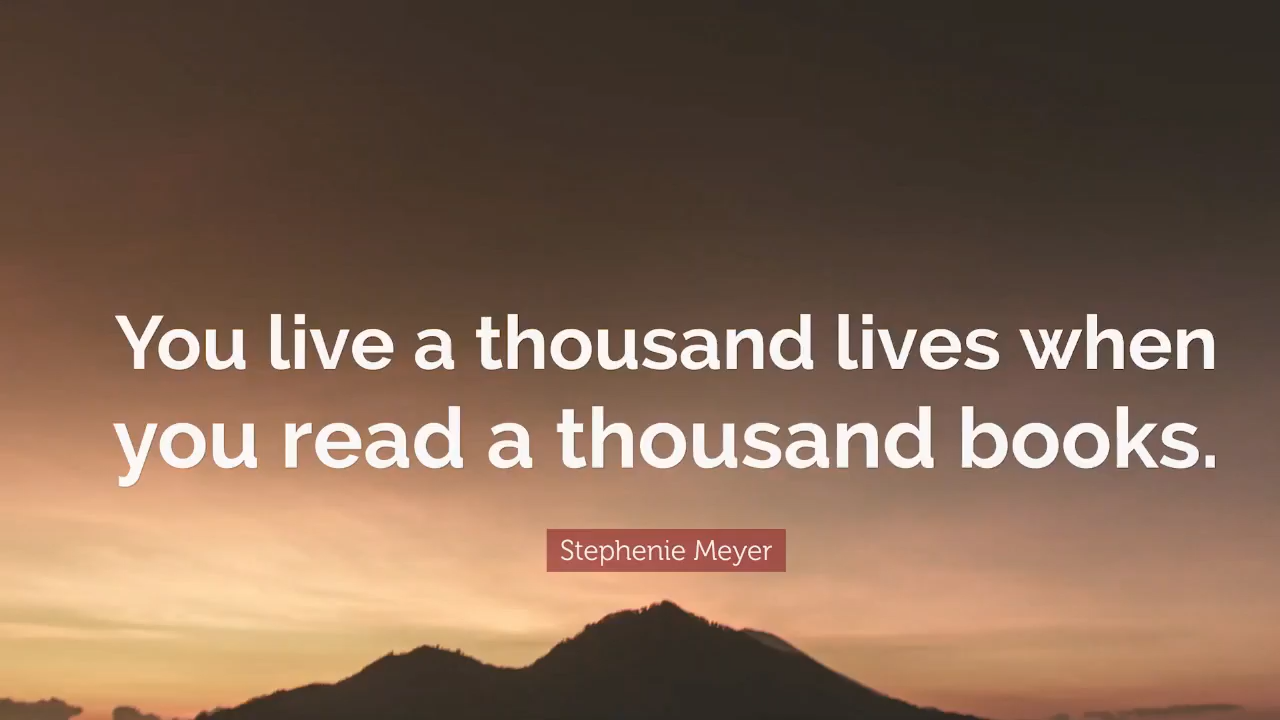 You live a thousand lives when
you read a thousand books.
Stephenie Meyer